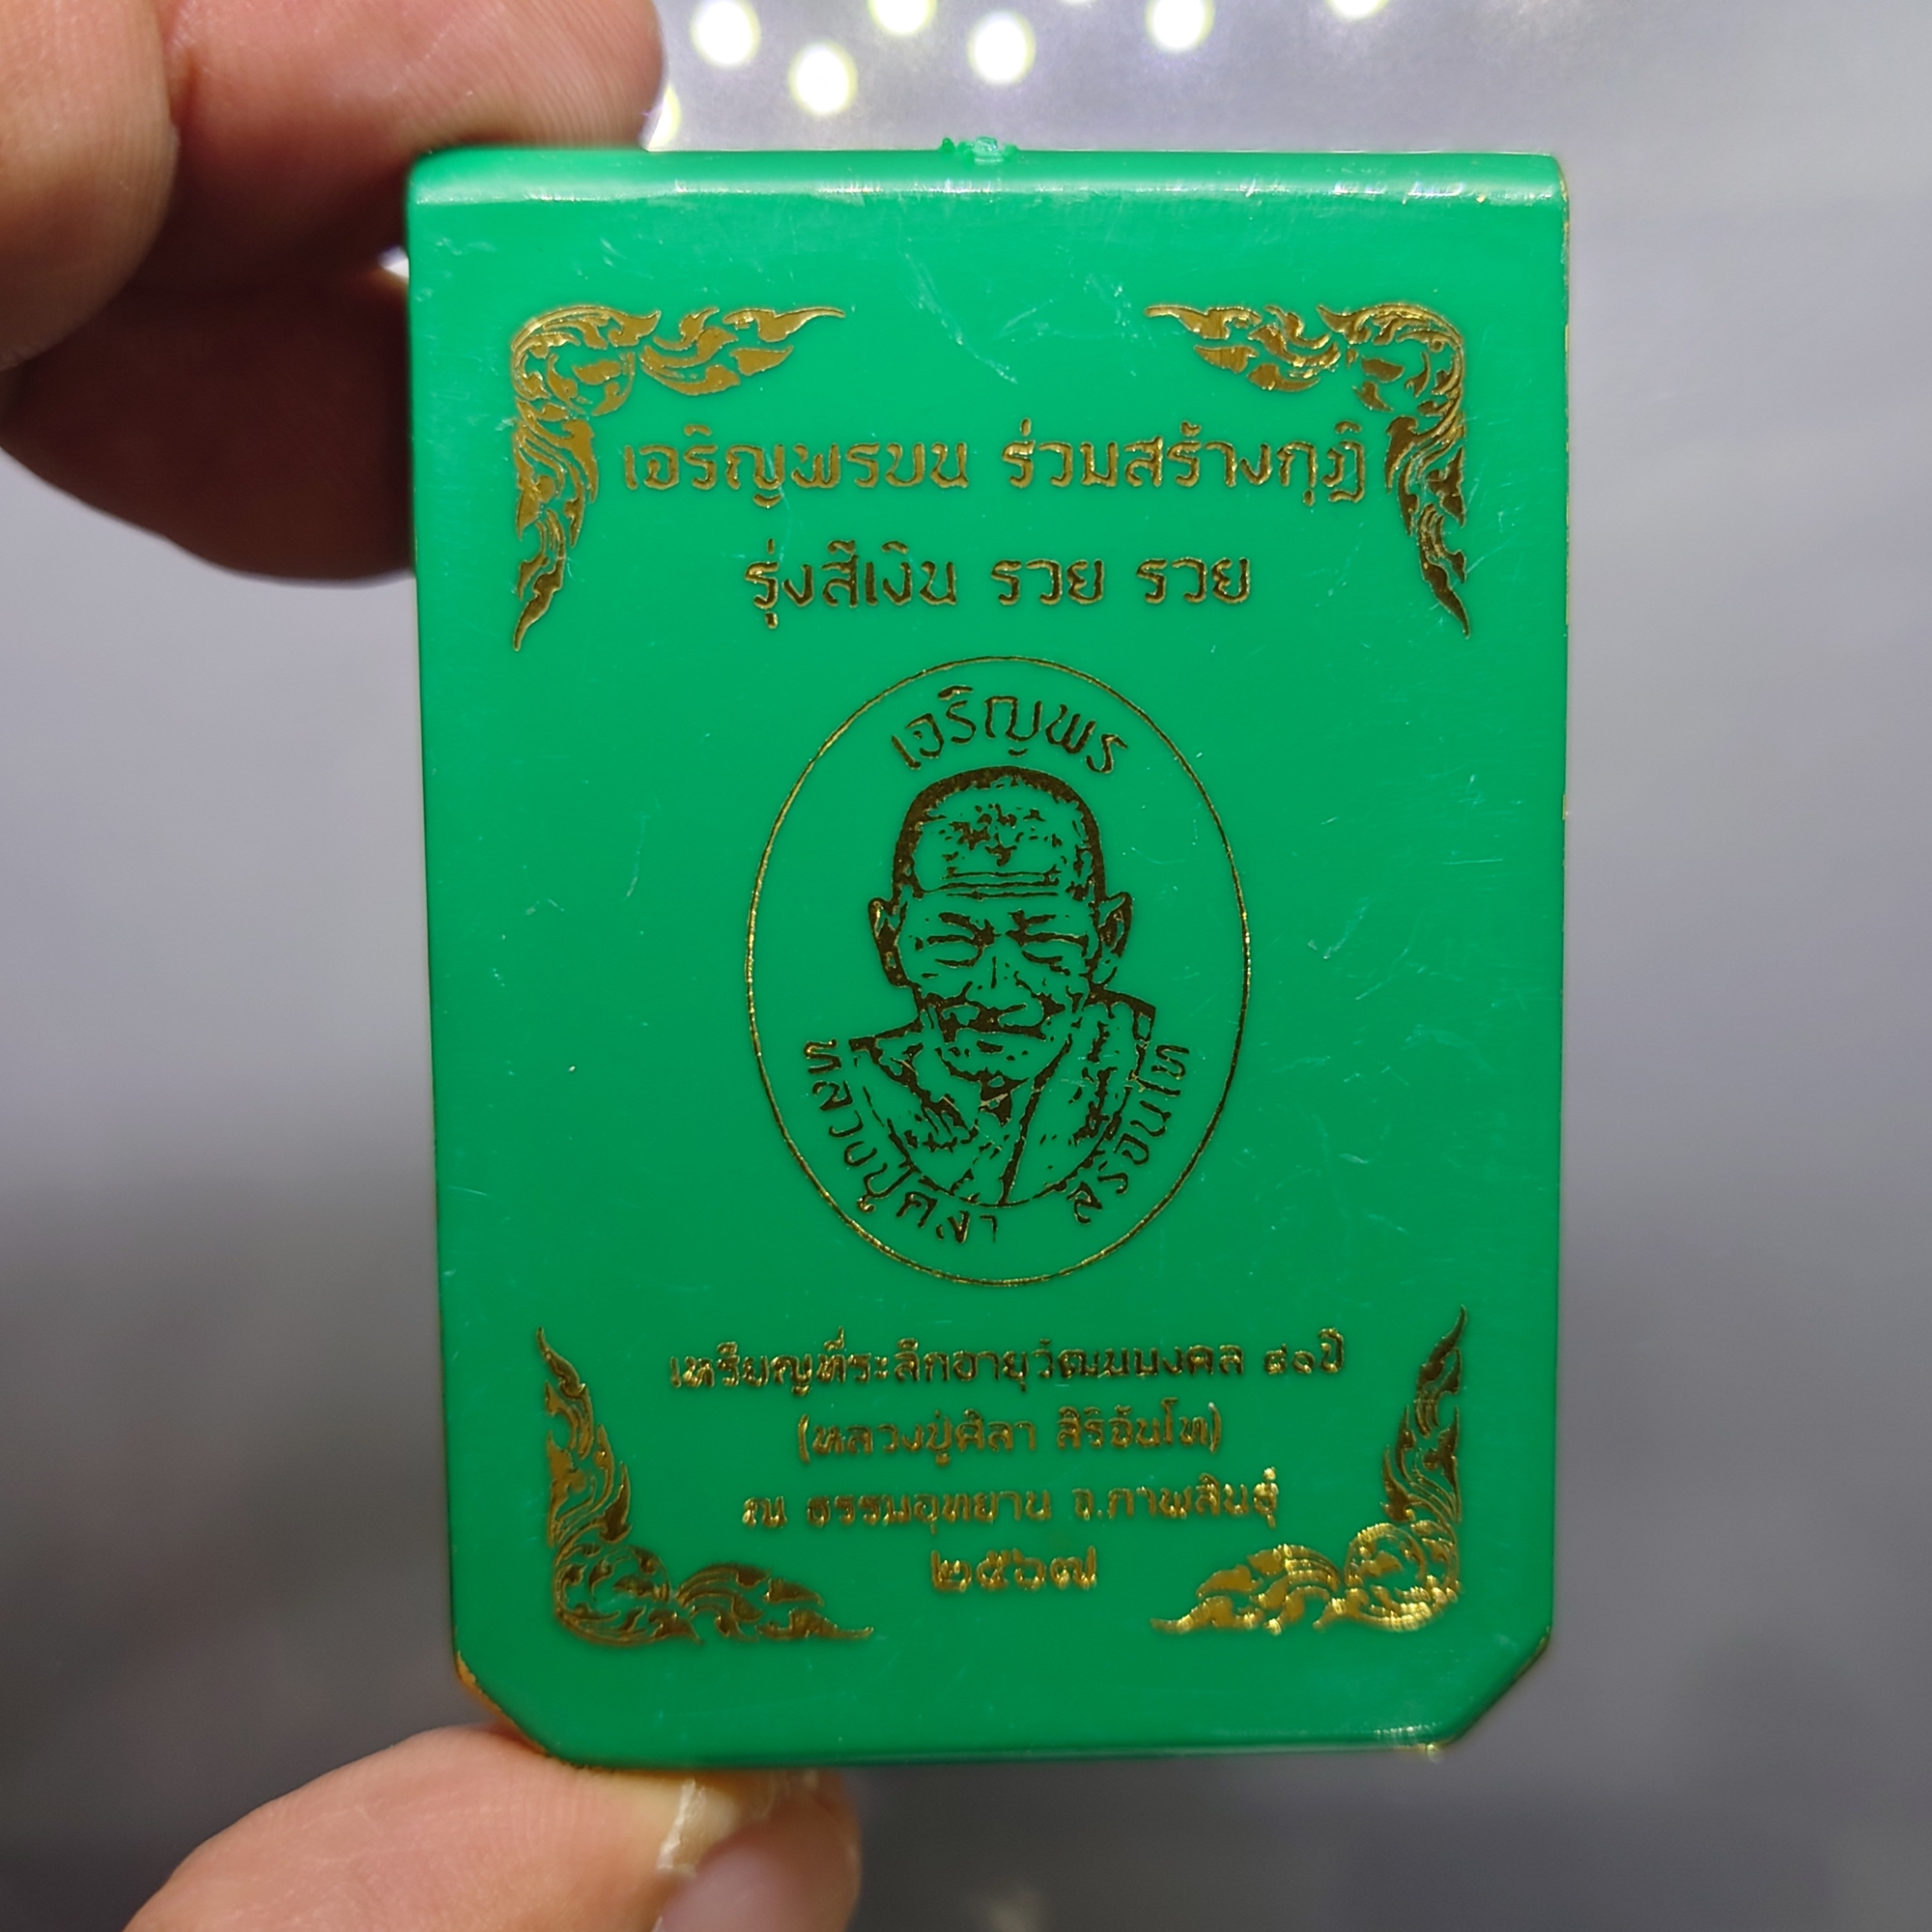 เจริญพรบน ร่วมสร้างกุฏิ
รุ่งสีเงิน รวย รวย
เจริญพร
หลวงปู่ศิลา สิริจันโท
เหรียญที่ระลึกอายุวัฒนมงคล ๘๐ปี
(หลวงปู่ศิลา สิริจันโท)
ณ ธรรมอุทยาน จ.กาฬสินธุ์
๒๕๖๗